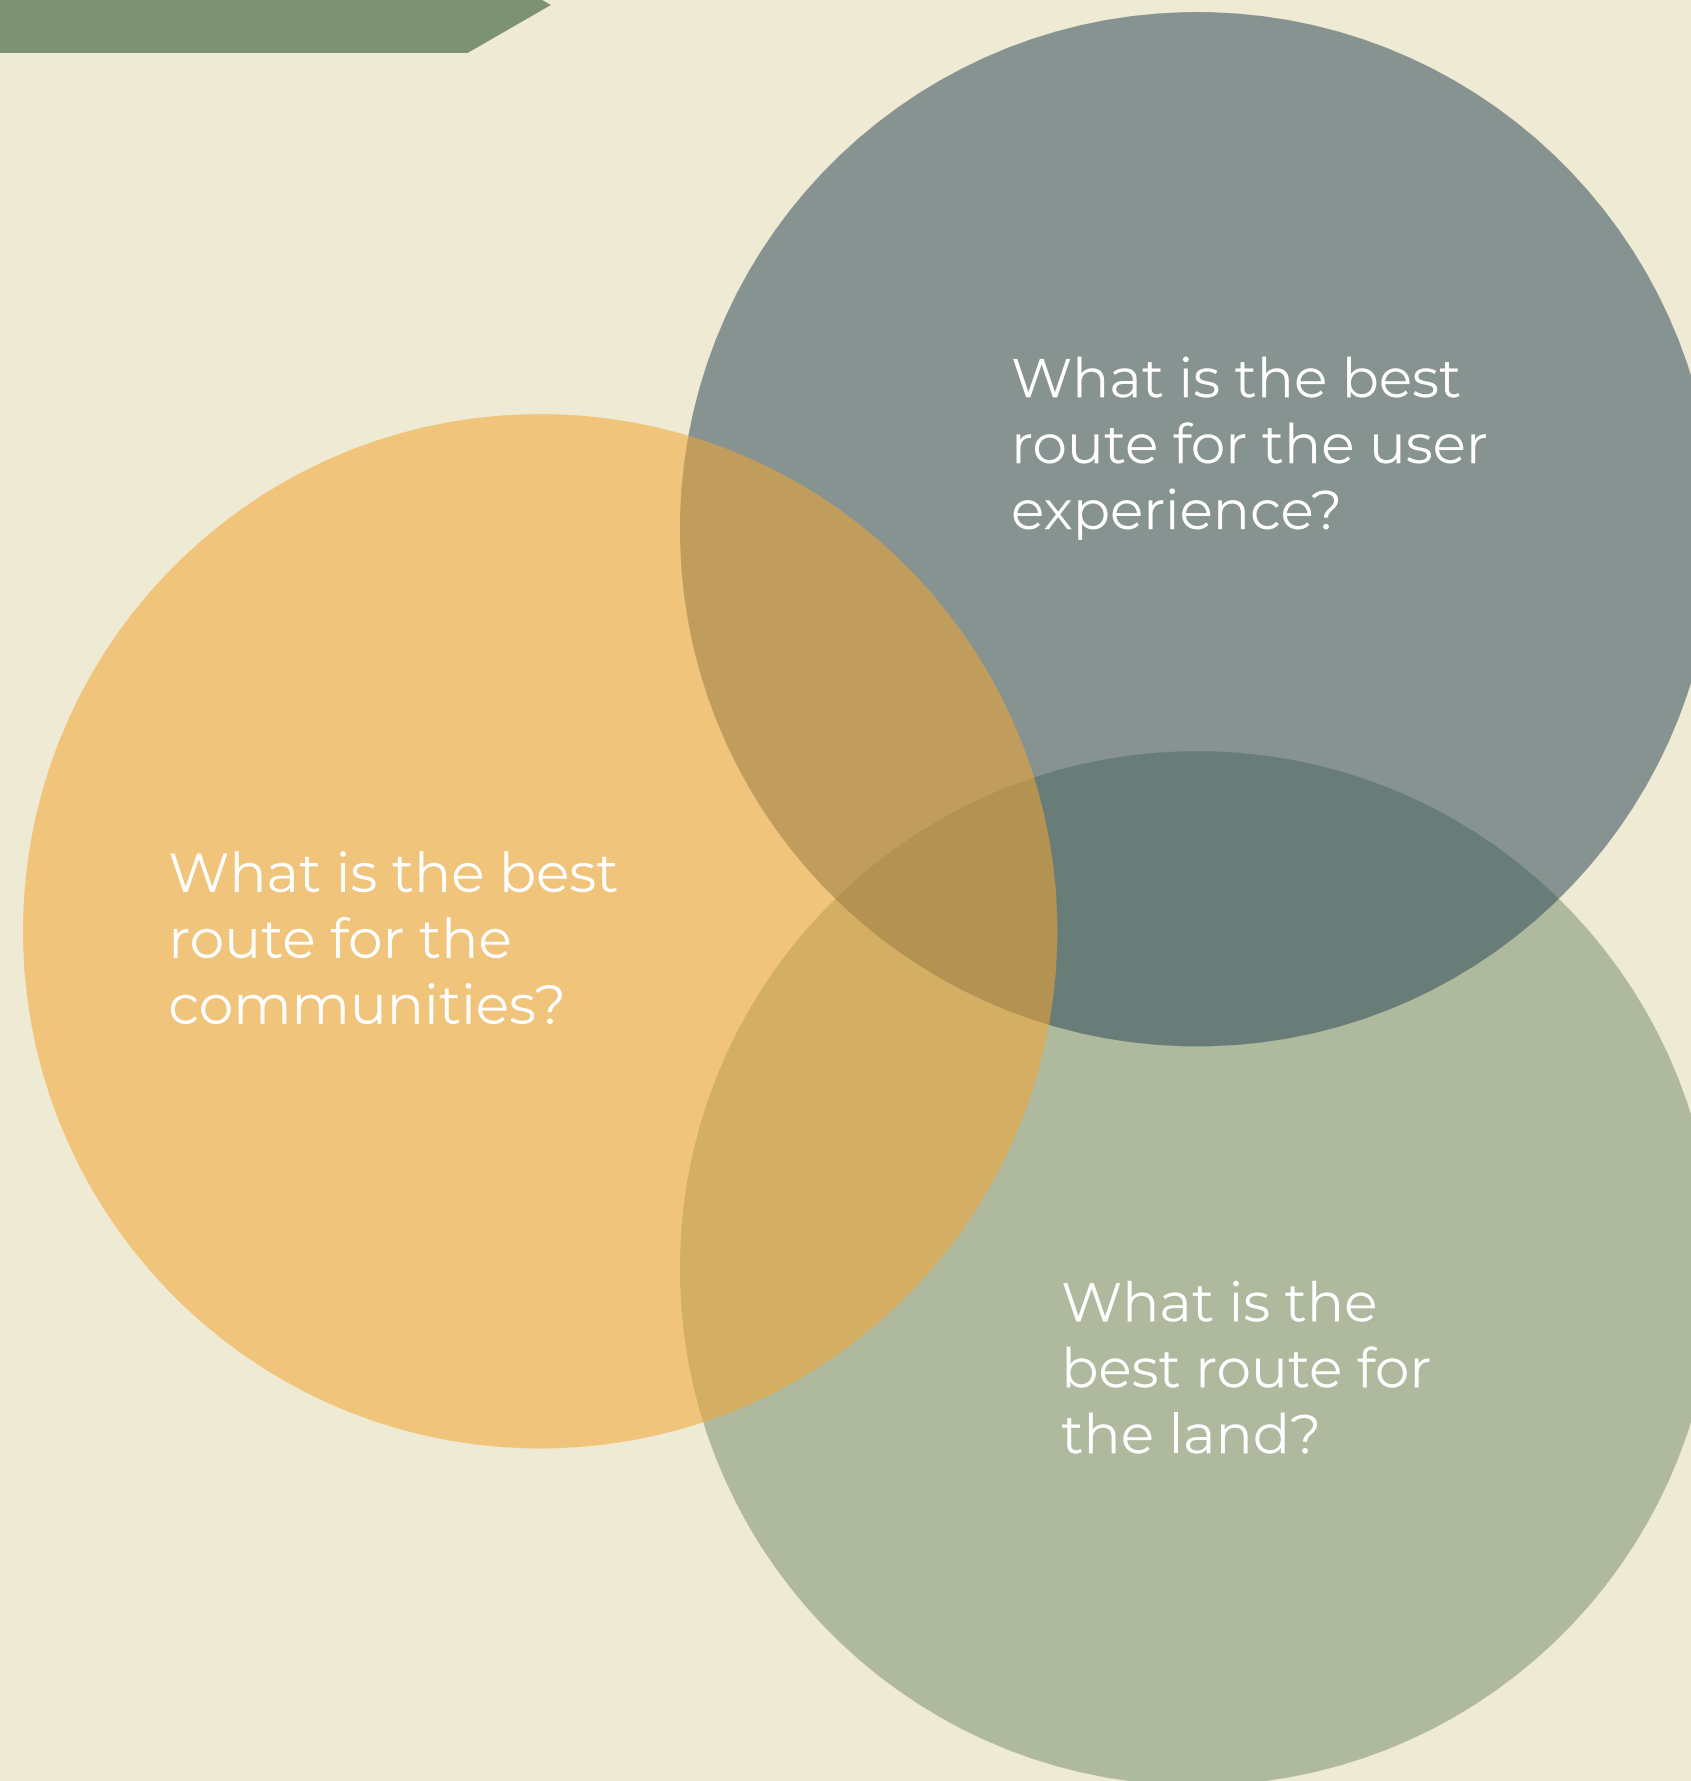 What is the best
route for the user
experience?
What is the best
route for the
communities?
What is the
best route for
the land?